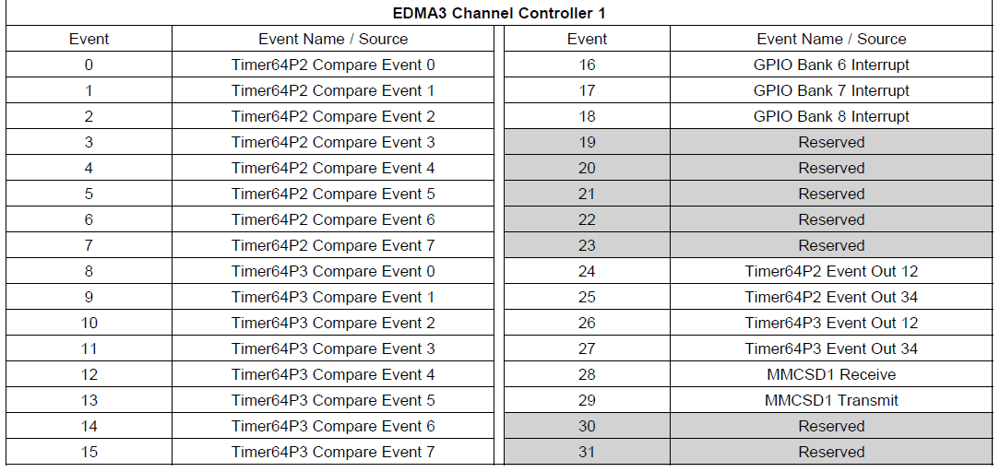 EDMA3 Channel Controller 1
Event Event Name / Source Event Event Name / Source
0 Timer64P2 Compare Event 0 16 GPIO Bank 6 Interrupt
1 Timer64P2 Compare Event 1 17 GPIO Bank 7 Interrupt
2 Timer64P2 Compare Event 2 18 GPIO Bank 8 Interrupt
3 Timer64P2 Compare Event 3 19 Reserved
4 Timer64P2 Compare Event 4 20 Reserved
5 Timer64P2 Compare Event 5 21 Reserved
6 Timer64P2 Compare Event 6 22 Reserved
7 Timer64P2 Compare Event 7 23 Reserved
8 Timer64P3 Compare Event 0 24 Timer64P2 Event Out 12
9 Timer64P3 Compare Event 1 25 Timer64P2 Event Out 34
10 Timer64P3 Compare Event 2 26 Timer64P3 Event Out 12
11 Timer64P3 Compare Event 3 27 Timer64P3 Event Out 34
12 Timer64P3 Compare Event 4 28 MMCSD1 Receive
13 Timer64P3 Compare Event 5 29 MMCSD1 Transmit
14 Timer64P3 Compare Event 6 30 Reserved
15 Timer64P3 Compare Event 7 31 Reserved